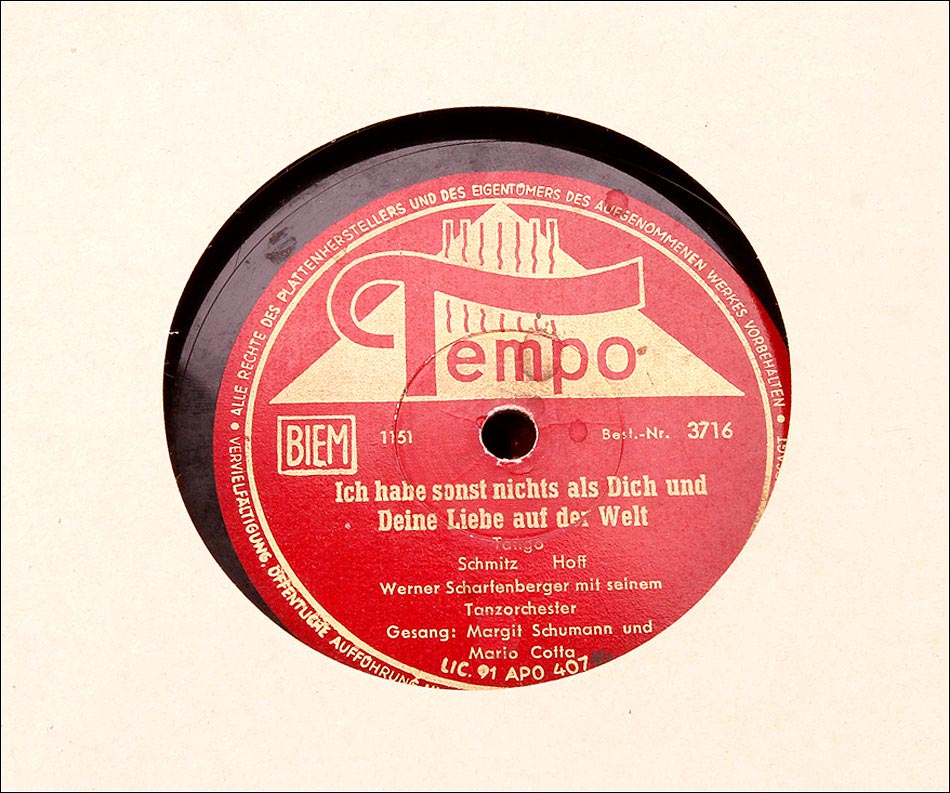 ALLE RECHTE DES PLATTENHERSTELLERS UND DES EIGENTÜMERS DES AUFGENOMMENEN WERKES VORBEHALTEN •
Tempo
BIEM
1151
Best.-Nr. 3716
Ich habe sonst nichts als Dich und
Deine Liebe auf der Welt
Tango
Schmitz Hoff
Werner Scharfenberger mit seinem
Tanzorchester
Gesang: Margit Schumann und
Mario Cotta
LIC. 91 APO 407
• VERVIELFÄLTIGUNG, ÖFFENTLICHE AUFFÜHRUNG